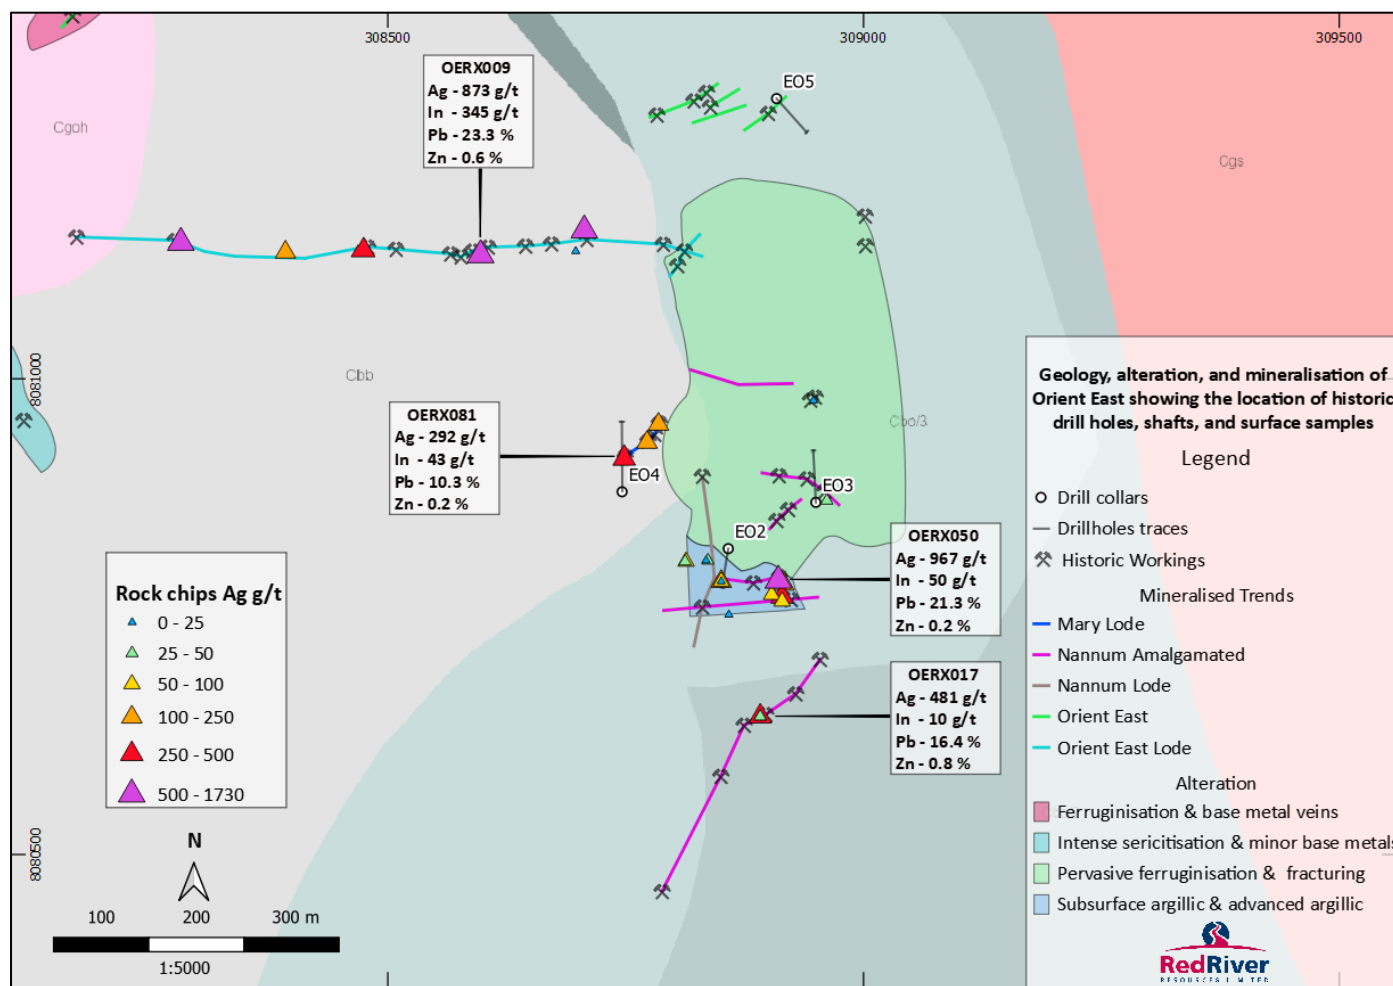 308500
309000
309500
OERX009
Ag - 873 g/t
In - 345 g/t
Pb - 23.3 %
Zn - 0.6 %
EO5
Cgoh
Cgs
8081000
Cbb
Cbo/3
OERX081
Ag - 292 g/t
In - 43 g/t
Pb - 10.3 %
Zn - 0.2 %
EO4
EO3
EO2
OERX050
Ag - 967 g/t
In - 50 g/t
Pb - 21.3 %
Zn - 0.2 %
OERX017
Ag - 481 g/t
In - 10 g/t
Pb - 16.4 %
Zn - 0.8 %
Rock chips Ag g/t
0 - 25
25 - 50
50 - 100
100 - 250
250 - 500
500 - 1730
8080500
N
100 200 300 m
1:5000
Geology, alteration, and mineralisation of
Orient East showing the location of historic
drill holes, shafts, and surface samples
Legend
Drill collars
Drillholes traces
Historic Workings
Mineralised Trends
Mary Lode
Nannum Amalgamated
Nannum Lode
Orient East
Orient East Lode
Alteration
Ferruginisation & base metal veins
Intense sericitisation & minor base metals
Pervasive ferruginisation & fracturing
Subsurface argillic & advanced argillic
RedRiver
RESOURCES LIMITED